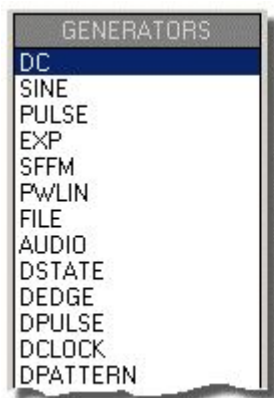 GENERATORS
DC
SINE
PULSE
EXP
SFFM
PWLIN
FILE
AUDIO
DSTATE
DEDGE
DPULSE
DCLOCK
DPATTERN